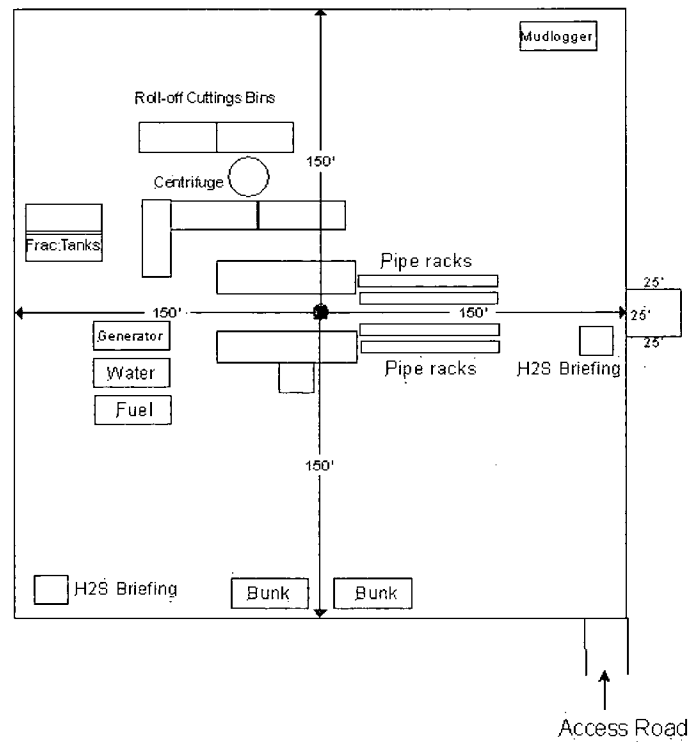 Mudlogger
Roll-off Cuttings Bins
150'
Centrifuge
Frac Tanks
Pipe racks
150'
150'
25'
25'
25'
Generator
Water
Fuel
Pipe racks
H2S Briefing
150'
H2S Briefing
Bunk
Bunk
Access Road